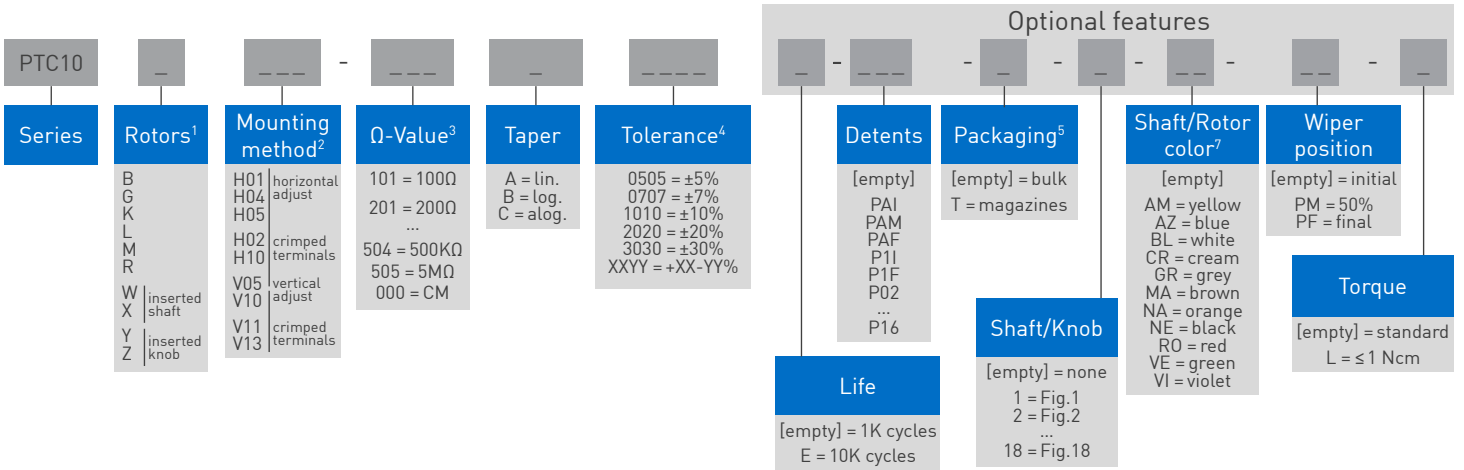 Optional features
PTC10 _ _ _ _ - _ _ _ _ _ _ _ _ _ - _ _ _ - _ - _ - _ _ - _ _ - _
Series
Rotors1
B
G
K
L
M
R
W
X
inserted
shaft
Y
Z
inserted
knob
Mounting
method2
H01
H04
H05
horizontal
adjust
H02
H10
crimped
terminals
V05
V10
vertical
adjust
V11
V13
crimped
terminals
Ω-Value3
101 = 100Ω
201 = 200Ω
...
504 = 500KΩ
505 = 5MΩ
000 = CM
Taper
A = lin.
B = log.
C = alog.
Tolerance4
0505 = ±5%
0707 = ±7%
1010 = ±10%
2020 = ±20%
3030 = ±30%
XXYY = +XX-YY%
Life
[empty] = 1K cycles
E = 10K cycles
Detents
[empty]
PAI
PAM
PAF
P1I
P1F
P02
...
P16
Packaging5
[empty] = bulk
T = magazines
Shaft/Knob
[empty] = none
1 = Fig.1
2 = Fig.2
...
18 = Fig.18
Shaft/Rotor
color7
[empty]
AM = yellow
AZ = blue
BL = white
CR = cream
GR = grey
MA = brown
NA = orange
NE = black
RO = red
VE = green
VI = violet
Wiper
position
[empty] = initial
PM = 50%
PF = final
Torque
[empty] = standard
L = ≤ 1 Ncm